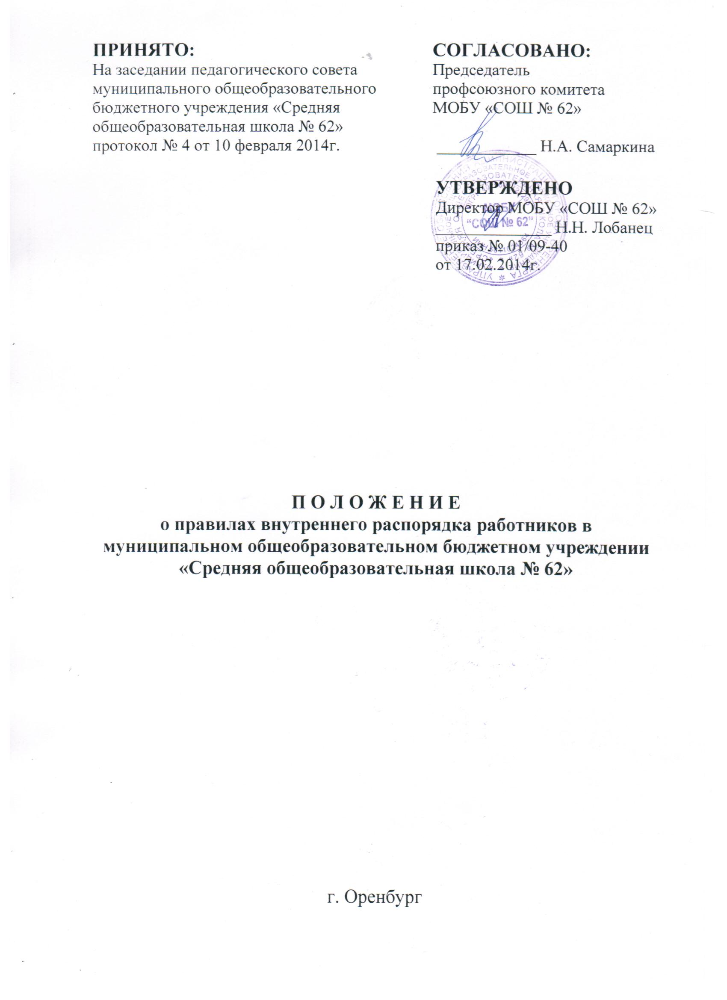 ПРИНЯТО:
На заседании педагогического совета
муниципального общеобразовательного
бюджетного учреждения «Средняя
общеобразовательная школа № 62»
протокол № 4 от 10 февраля 2014г.
СОГЛАСОВАНО:
Председатель
профсоюзного комитета
МОБУ «СОШ № 62»
Н.А. Самаркина
УТВЕРЖДЕНО
Директор МОБУ «СОШ № 62»
Н.Н. Лобанец
приказ № 01/09-40
от 17.02.2014г.
МОБУ
“СОШ № 62”
П О Л О Ж Е Н И Е
о правилах внутреннего распорядка работников в
муниципальном общеобразовательном бюджетном учреждении
«Средняя общеобразовательная школа № 62»
г. Оренбург